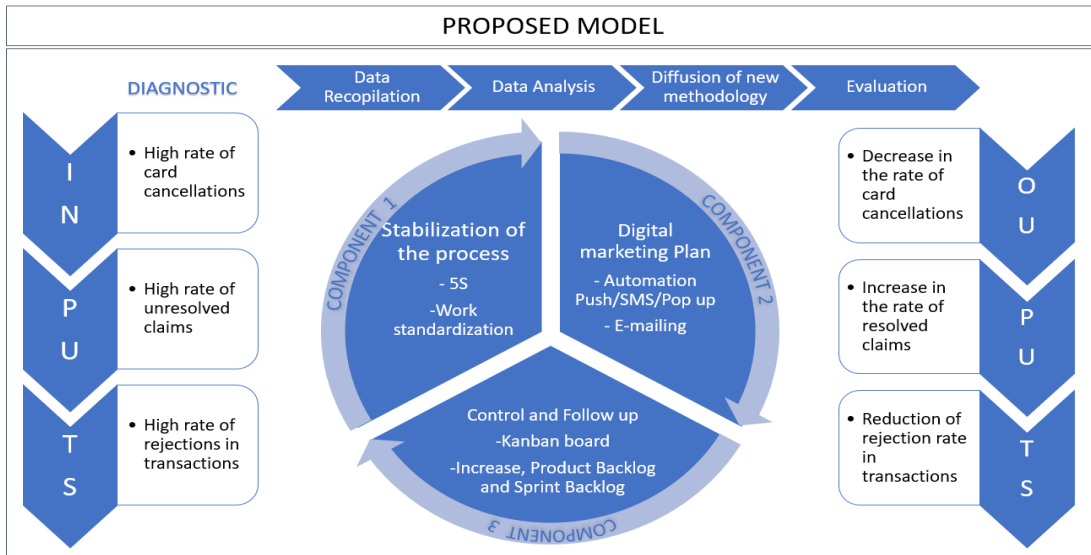 PROPOSED MODEL
DIAGNOSTIC
Data
Recopilation
Data Analysis
Diffusion of new
methodology
Evaluation
I
N
P
U
T
S
• High rate of
card
cancellations
• High rate of
unresolved
claims
• High rate of
rejections in
transactions
COMPONENT 1
Stabilization of
the process
- 5S
-Work
standardization
COMPONENT 2
Digital
marketing Plan
- Automation
Push/SMS/Pop up
- E-mailing
Control and Follow up
-Kanban board
-Increase, Product Backlog
and Sprint Backlog
COMPONENT 3
• Decrease in
the rate of
card
cancellations
• Increase in
the rate of
resolved
claims
• Reduction of
rejection rate
in
transactions
O
U
P
U
T
S